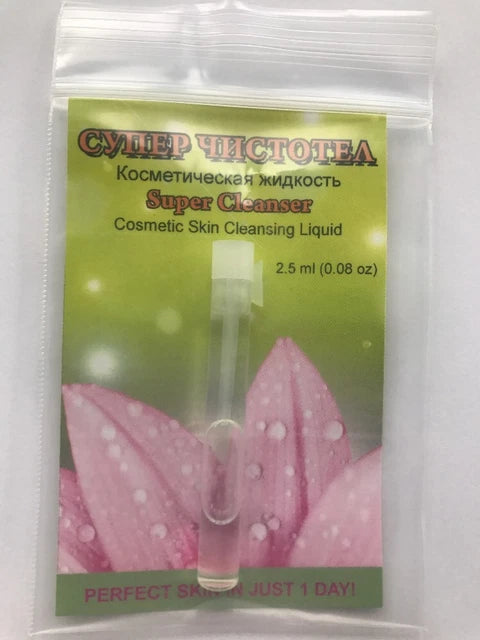 СУПЕР ЧИСТОТЕЛ
Косметическая жидкость
Super Cleanser
Cosmetic Skin Cleansing Liquid
2.5 ml (0.08 oz)
PERFECT SKIN IN JUST 1 DAY!